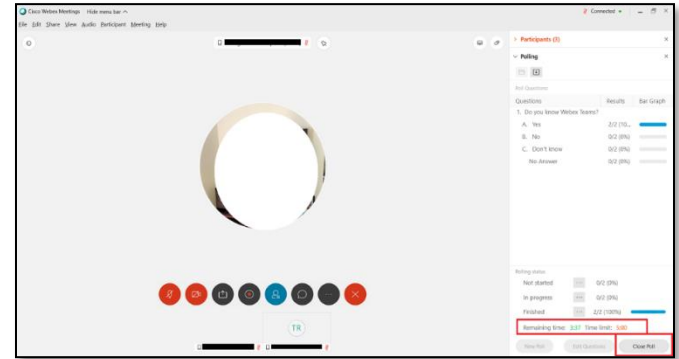 Cisco Webex Meetings Hide menu bar ^ Connected
File Edit Share View Audio Participant Meeting Help
Participants (3)
Polling
Poll Questions
Questions Results Bar Graph
1. Do you know Webex Teams?
A. Yes 2/2 (10...
B. No 0/2 (0%)
C. Don't know 0/2 (0%)
No Answer 0/2 (0%)
Polling status
Not started 0/2 (0%)
In progress 0/2 (0%)
Finished 2/2 (100%)
Remaining time: 3:37 Time limit: 5:00
TR
View Poll Edit Questions Close Poll